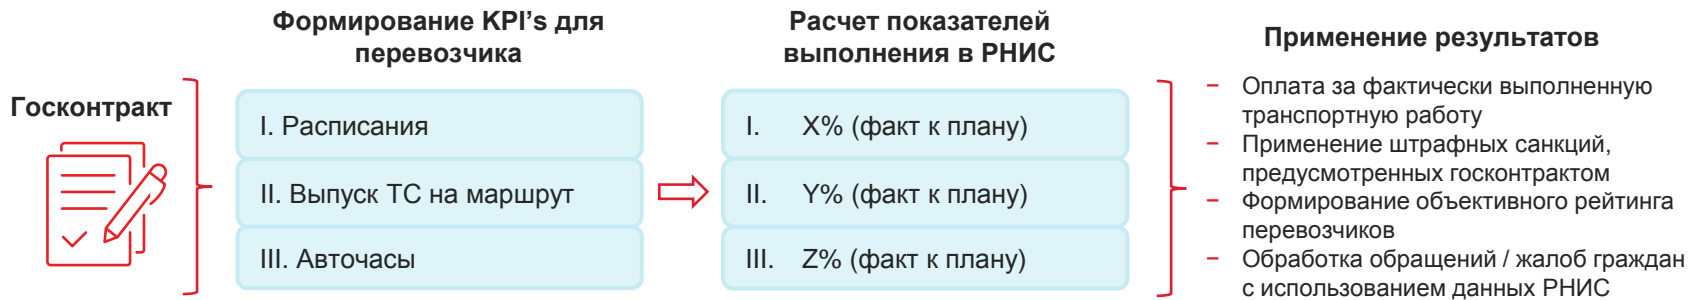 Госконтракт
Формирование KPI's для
перевозчика
I. Расписания
II. Выпуск ТС на маршрут
III. Авточасы
Расчет показателей
выполнения в РНИС
I. X% (факт к плану)
II. Y% (факт к плану)
III. Z% (факт к плану)
Применение результатов
– Оплата за фактически выполненную
транспортную работу
– Применение штрафных санкций,
предусмотренных госконтрактом
– Формирование объективного рейтинга
перевозчиков
– Обработка обращений / жалоб граждан
с использованием данных РНИС